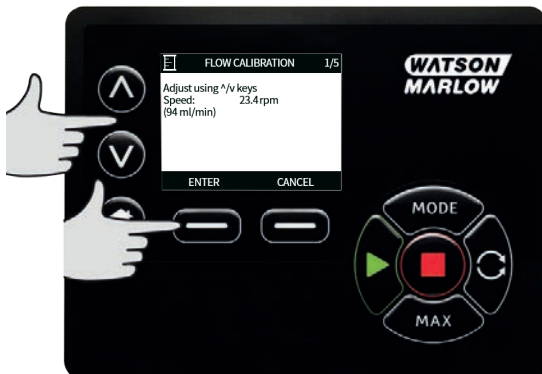 FLOW CALIBRATION 1/5
Adjust using ^/v keys
Speed: 23.4 rpm
(94 ml/min)
ENTER CANCEL
WATSON
MARLOW
MODE
MAX